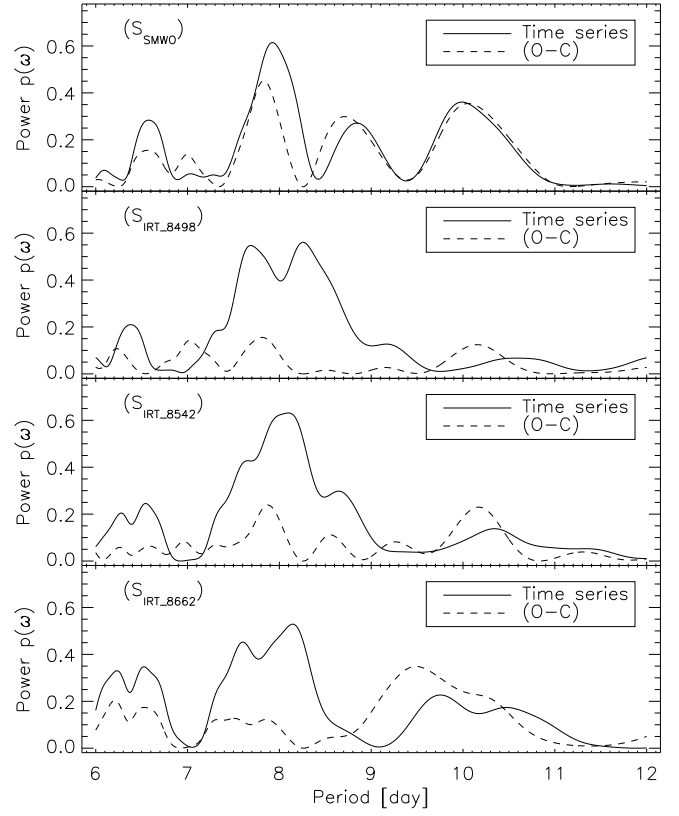 (S_SMWO)
Time series
(O-C)
Power p(ω)
0.6
0.4
0.2
0.0
(S_IRT_8498)
Time series
(O-C)
Power p(ω)
0.6
0.4
0.2
0.0
(S_IRT_8542)
Time series
(O-C)
Power p(ω)
0.6
0.4
0.2
0.0
(S_IRT_8662)
Time series
(O-C)
Power p(ω)
0.6
0.4
0.2
0.0
6 7 8 9 10 11 12
Period [day]